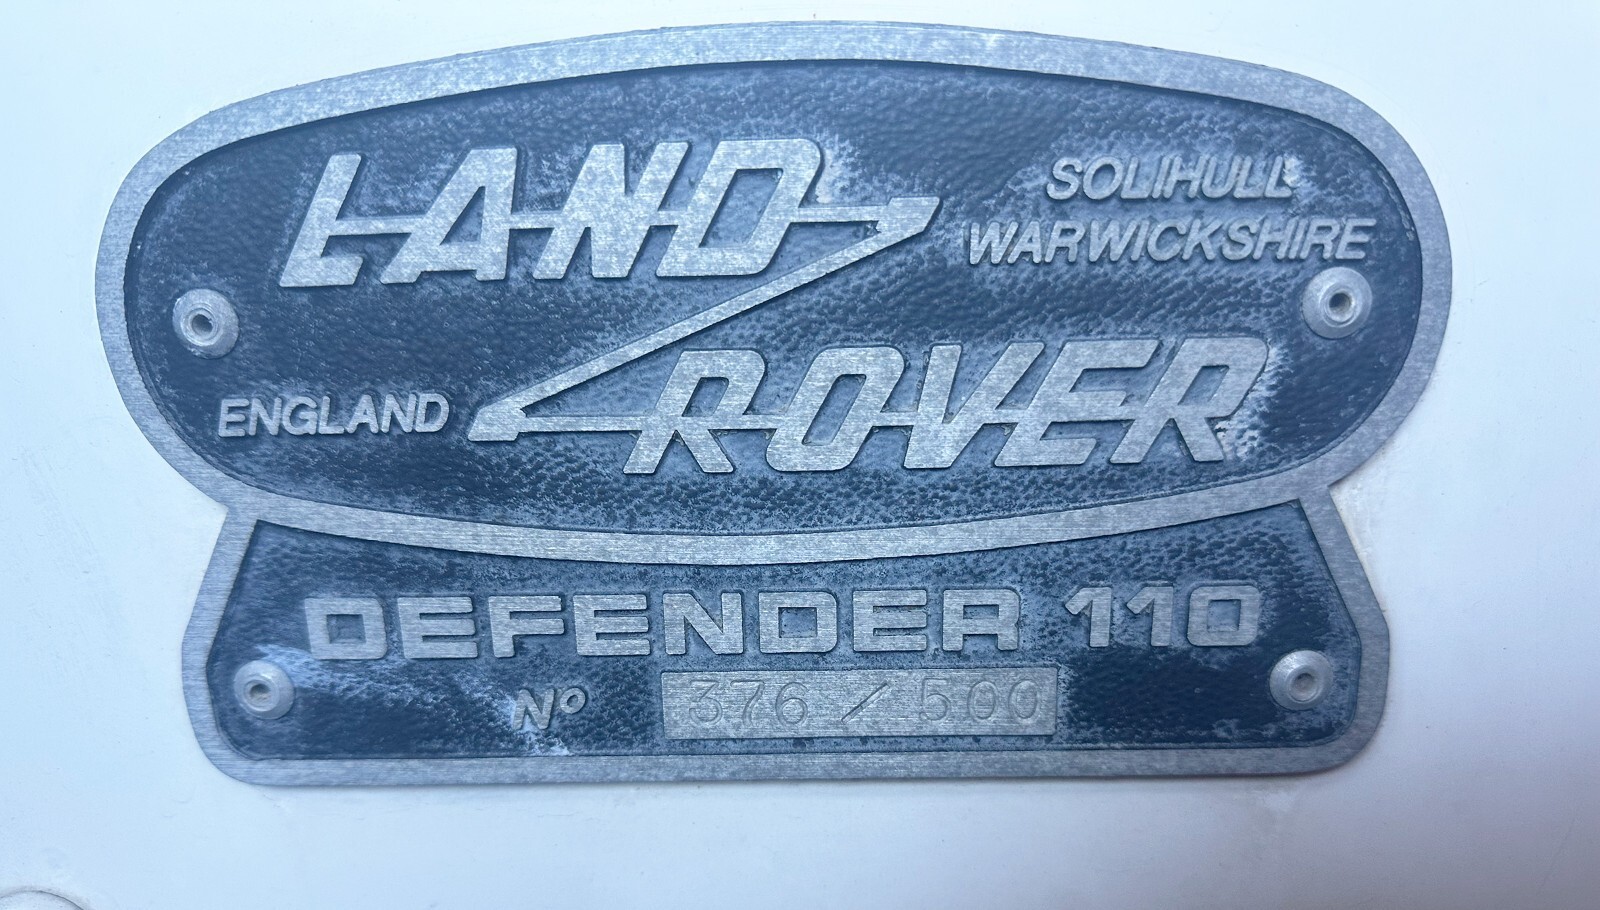 LAND
ROVER
SOLIHULL
WARWICKSHIRE
ENGLAND
DEFENDER 110
Nº 376 / 500